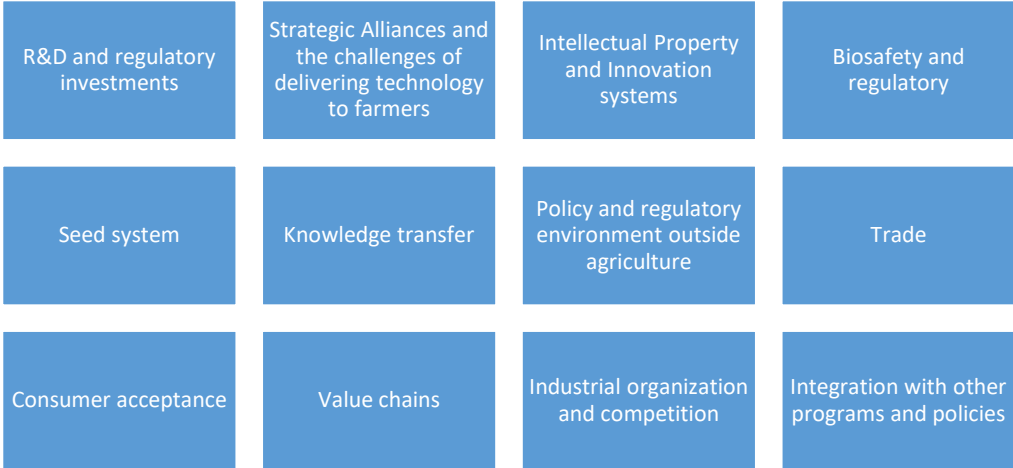 R&D and regulatory
investments
Strategic Alliances and
the challenges of
delivering technology
to farmers
Intellectual Property
and Innovation
systems
Biosafety and
regulatory
Seed system
Knowledge transfer
Policy and regulatory
environment outside
agriculture
Trade
Consumer acceptance
Value chains
Industrial organization
and competition
Integration with other
programs and policies